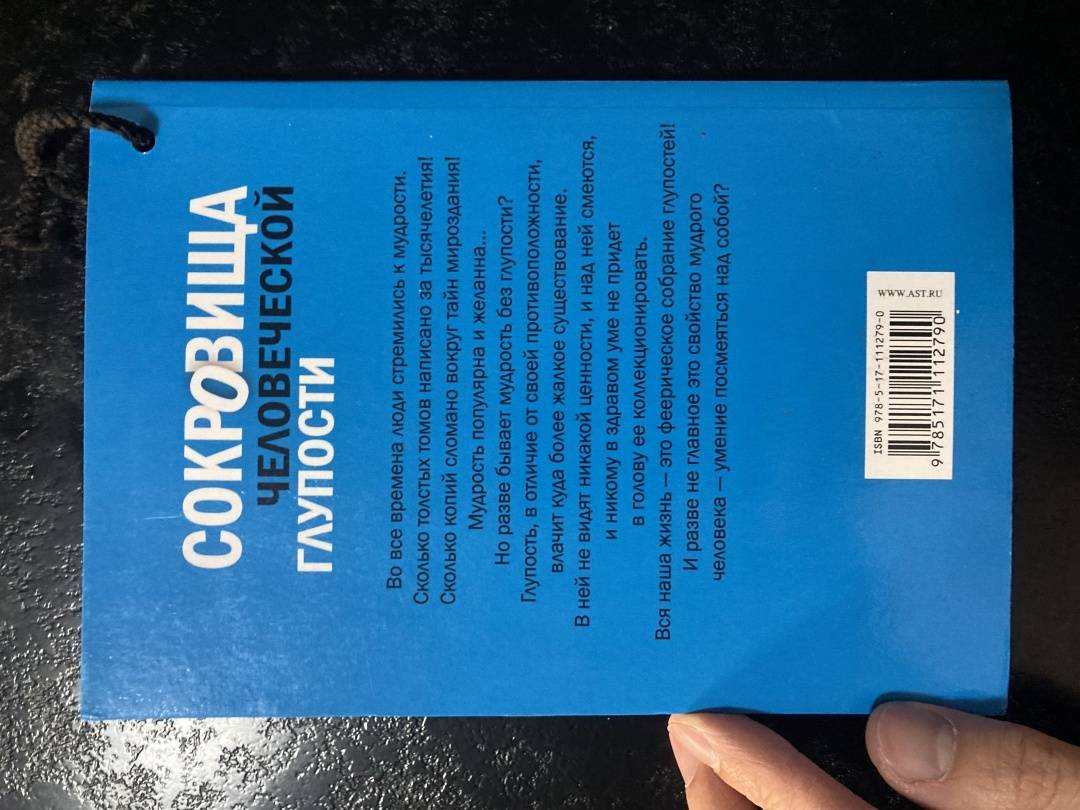 СОКРОВИЩА
ЧЕЛОВЕЧЕСКОЙ
ГЛУПОСТИ
Во все времена люди стремились к мудрости.
Сколько толстых томов написано за тысячелетия!
Сколько копий сломано вокруг тайн мироздания!
Мудрость популярна и желанна...
Но разве бывает мудрость без глупости?
Глупость, в отличие от своей противоположности,
влачит куда более жалкое существование.
В ней не видят никакой ценности, и над ней смеются,
и никому в здравом уме не придет
в голову ее коллекционировать.
Вся наша жизнь – это феерическое собрание глупостей!
И разве не главное это свойство мудрого
человека – умение посмеяться над собой?
WWW.AST.RU
ISBN 978-5-17-111279-0
9 785171 112790